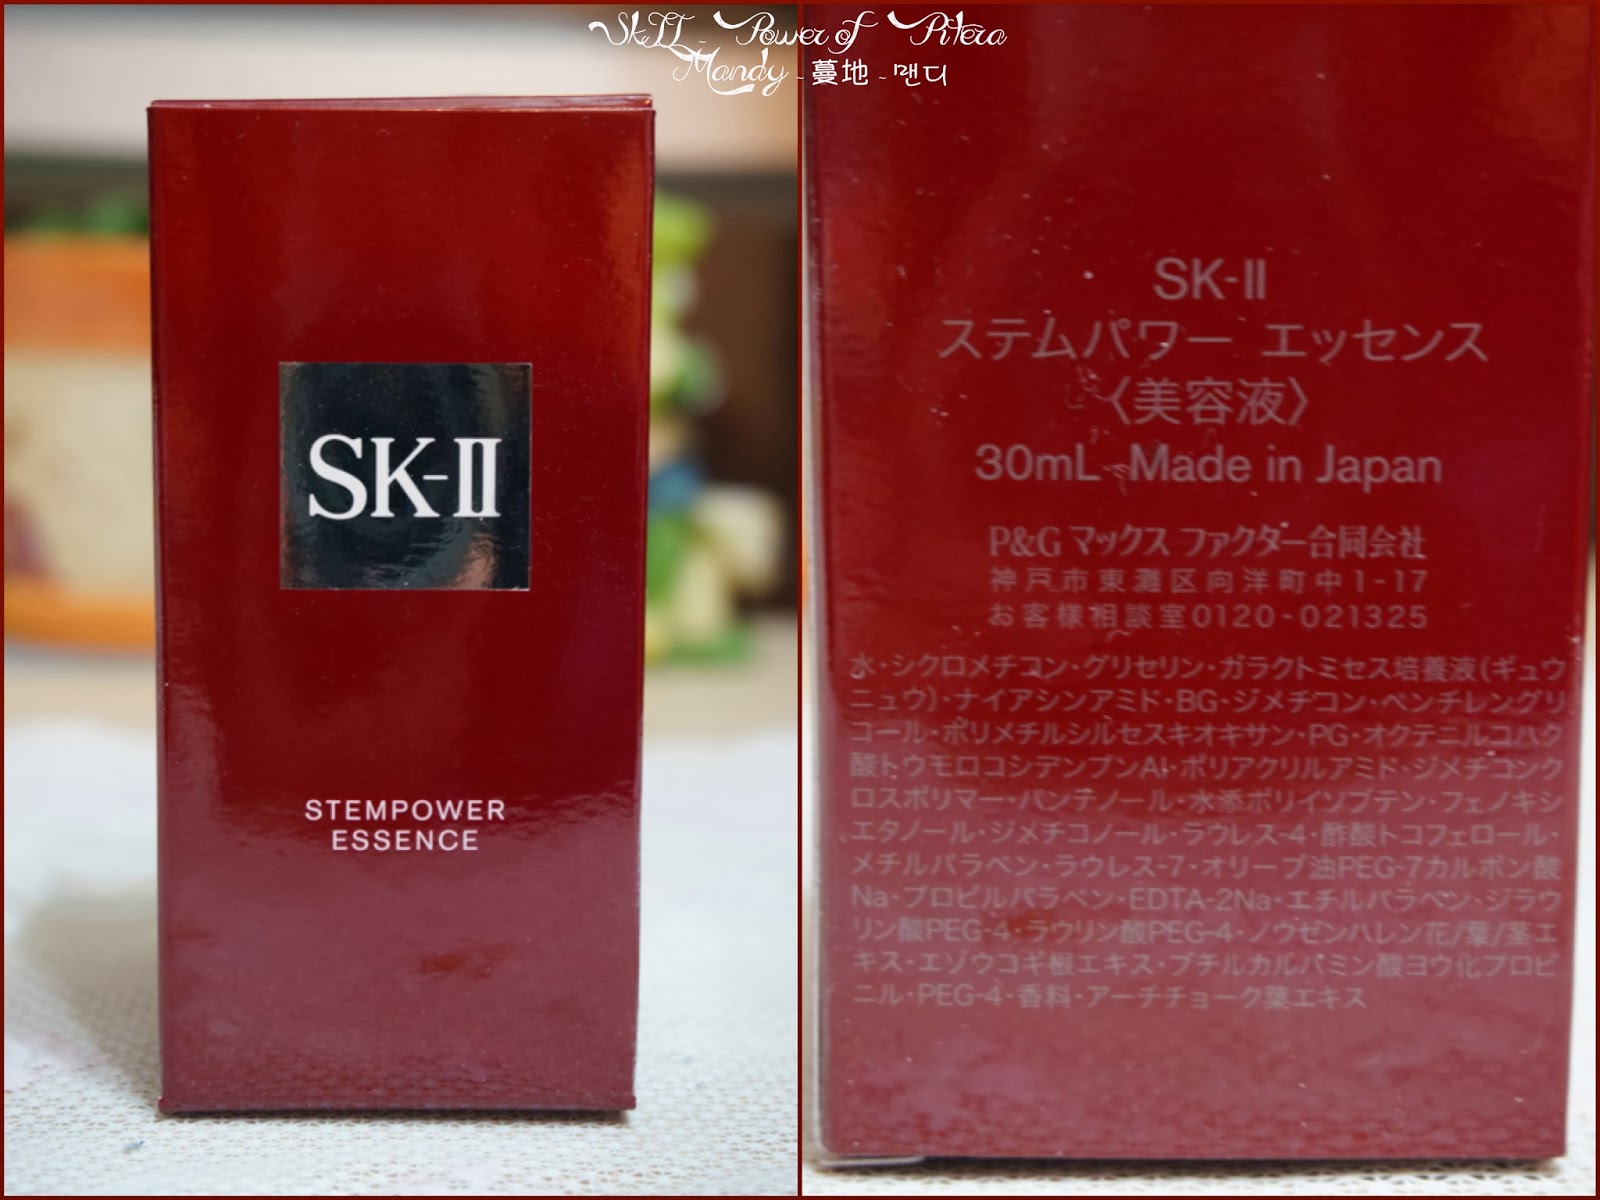 SKII - Power of Pitera
Mandy - 蔓地 - 맨디
SK-II
STEMPOWER
ESSENCE
SK-II
ステムパワー エッセンス
〈美容液〉
30mL Made in Japan
P&G マックス ファクター合同会社
神戸市東灘区向洋町中1-17
お客様相談室0120-021325
水・シクロメチコン・グリセリン・ガラクトミセス培養液(ギュウ
ニュウ)・ナイアシンアミド・BG・ジメチコン・ペンチレングリ
コール・ポリメチルシルセスキオキサン・PG・オクテニルコハク
酸トウモロコシデンプンAl・ポリアクリルアミド・ジメチコンク
ロスポリマー・パンテノール・水添ポリイソブテン・フェノキシ
エタノール・ジメチコノール・ラウレス-4・酢酸トコフェロール・
メチルパラベン・ラウレス-7・オリーブ油PEG-7カルボン酸
Na・プロピルパラベン・EDTA-2Na・エチルパラベン・ジラウ
リン酸PEG-4・ラウリン酸PEG-4・ノウゼンハレン花/葉/茎エ
キス・エゾウコギ根エキス・ブチルカルバミン酸ヨウ化プロピ
ニル・PEG-4・香料・アーチチョーク葉エキス